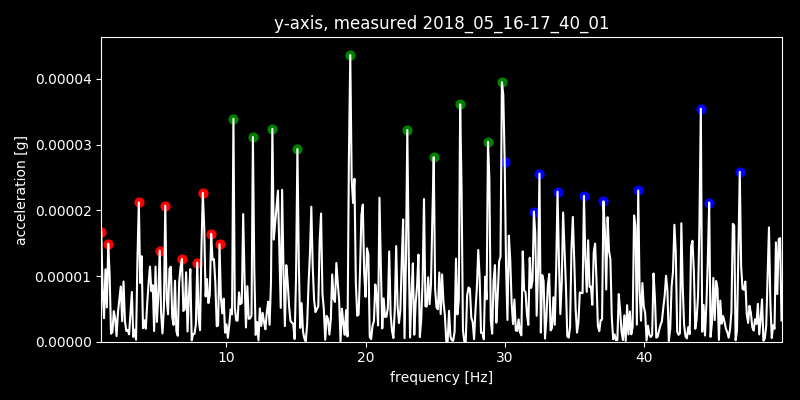 y-axis, measured 2018_05_16-17_40_01
acceleration [g]
0.00004
0.00003
0.00002
0.00001
0.00000
10 20 30 40
frequency [Hz]